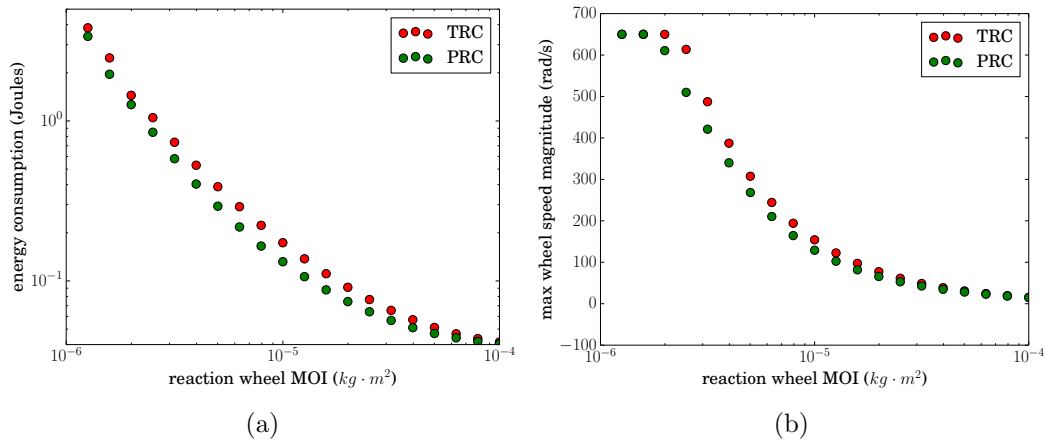 TRC
PRC
energy consumption (Joules)
10^0
10^{-1}
10^{-6}
10^{-5}
10^{-4}
reaction wheel MOI (kg · m^2)
(a)
TRC
PRC
max wheel speed magnitude (rad/s)
700
600
500
400
300
200
100
0
−100
10^{-6}
10^{-5}
10^{-4}
reaction wheel MOI (kg · m^2)
(b)